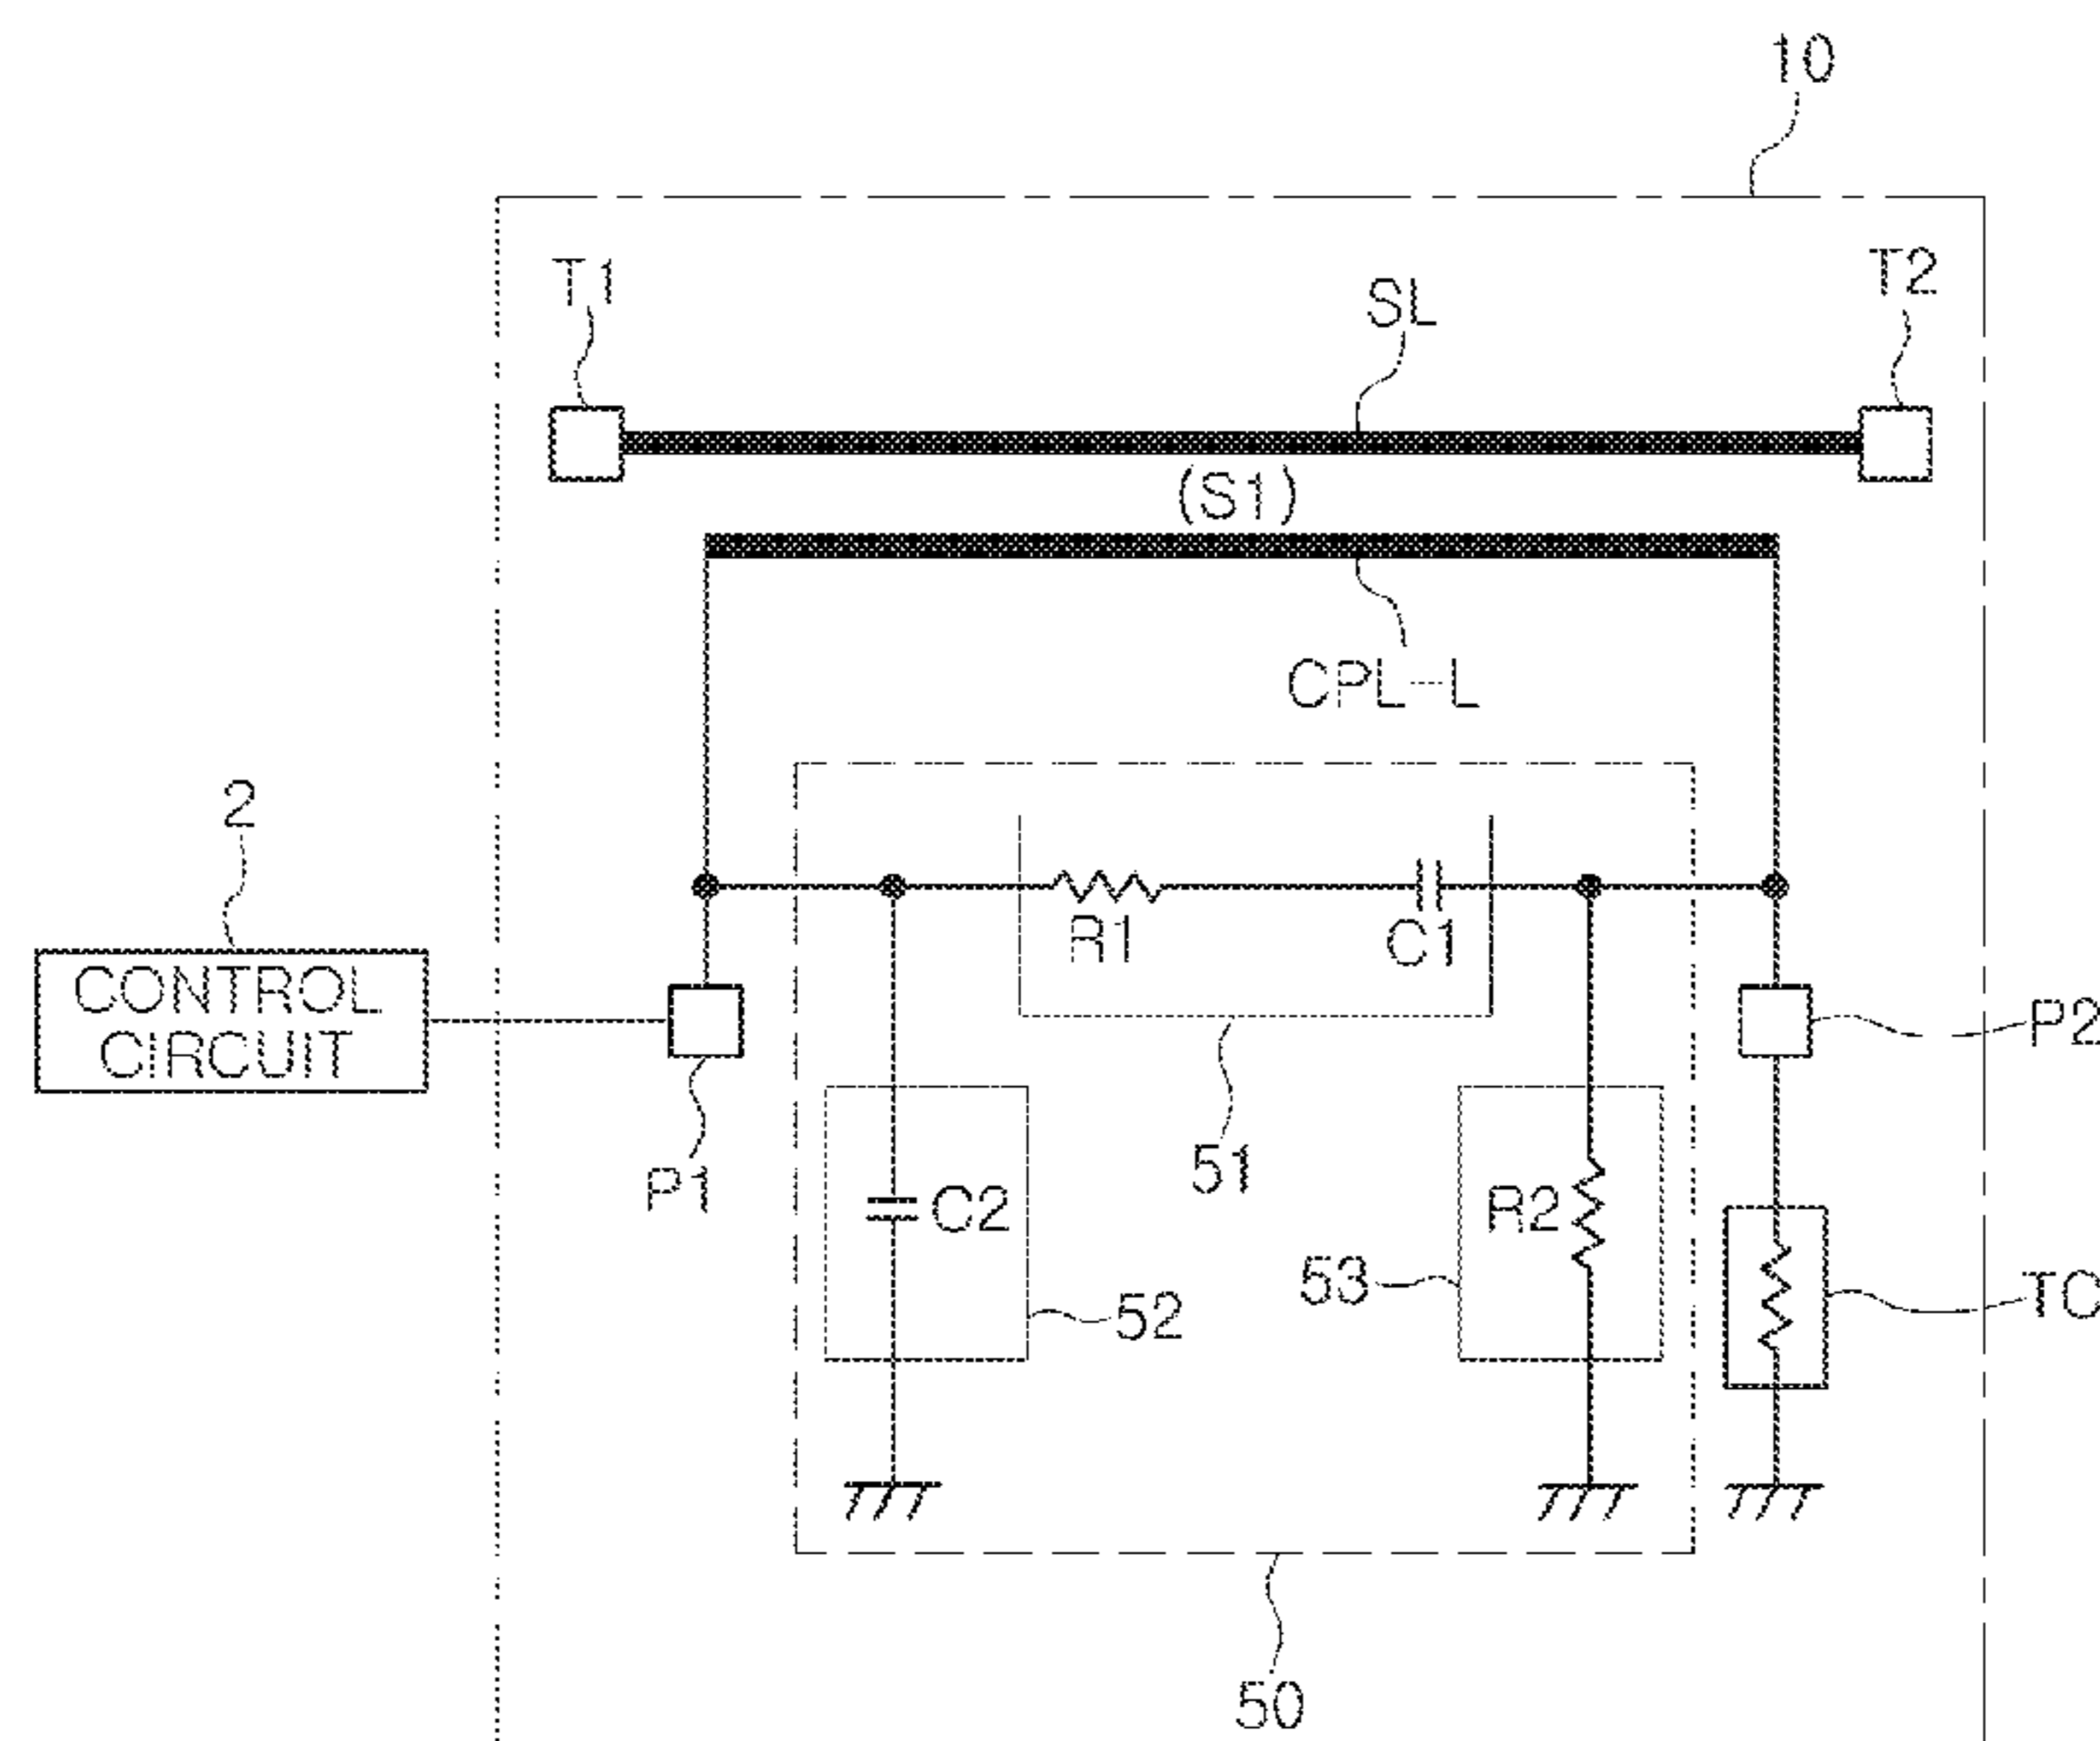 10
T1
T2
SL
(S1)
CPL-L
2
R1
C1
CONTROL
CIRCUIT
P2
51
P1
C2
R2
53
52
TC
50